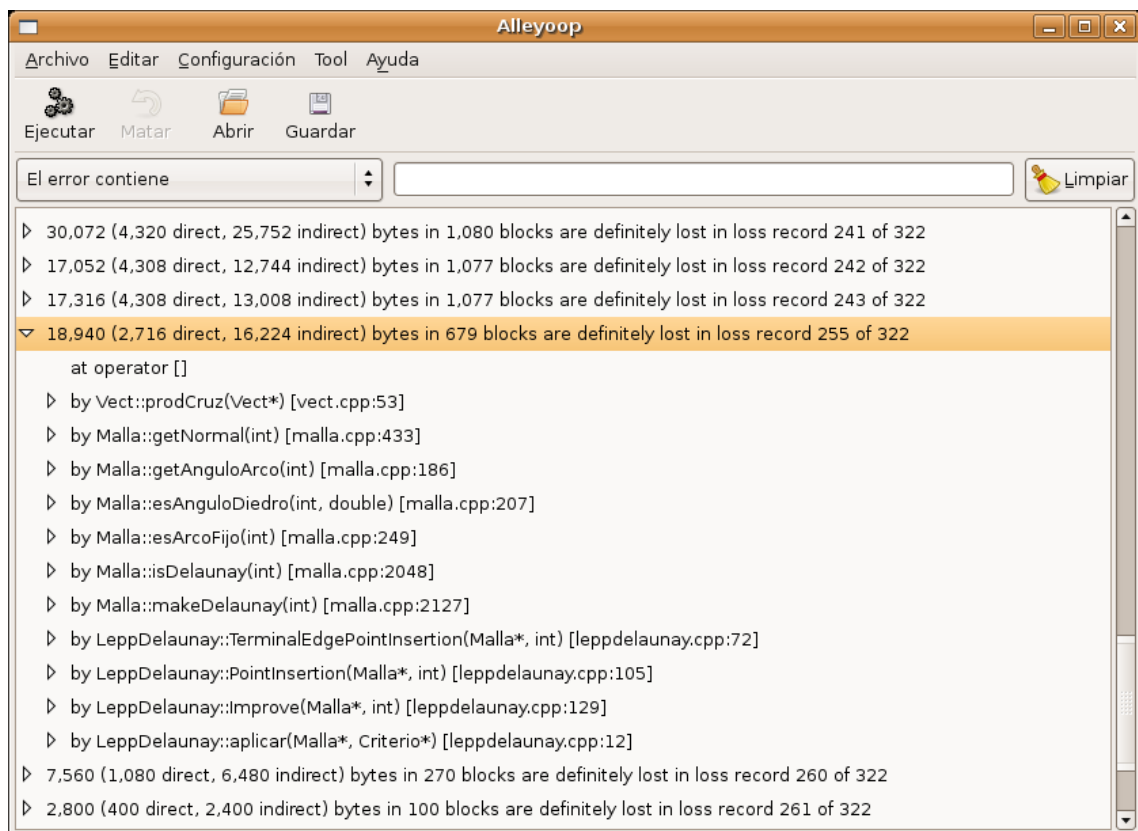 Alleyoop
Archivo Editar Configuración Tool Ayuda
Ejecutar Matar Abrir Guardar
El error contiene Limpiar
30,072 (4,320 direct, 25,752 indirect) bytes in 1,080 blocks are definitely lost in loss record 241 of 322
17,052 (4,308 direct, 12,744 indirect) bytes in 1,077 blocks are definitely lost in loss record 242 of 322
17,316 (4,308 direct, 13,008 indirect) bytes in 1,077 blocks are definitely lost in loss record 243 of 322
18,940 (2,716 direct, 16,224 indirect) bytes in 679 blocks are definitely lost in loss record 255 of 322
at operator []
by Vect::prodCruz(Vect*) [vect.cpp:53]
by Malla::getNormal(int) [malla.cpp:433]
by Malla::getAnguloArco(int) [malla.cpp:186]
by Malla::esAnguloDiedro(int, double) [malla.cpp:207]
by Malla::esArcoFijo(int) [malla.cpp:249]
by Malla::isDelaunay(int) [malla.cpp:2048]
by Malla::makeDelaunay(int) [malla.cpp:2127]
by LeppDelaunay::TerminalEdgePointInsertion(Malla*, int) [leppdelaunay.cpp:72]
by LeppDelaunay::PointInsertion(Malla*, int) [leppdelaunay.cpp:105]
by LeppDelaunay::Improve(Malla*, int) [leppdelaunay.cpp:129]
by LeppDelaunay::aplicar(Malla*, Criterio*) [leppdelaunay.cpp:12]
7,560 (1,080 direct, 6,480 indirect) bytes in 270 blocks are definitely lost in loss record 260 of 322
2,800 (400 direct, 2,400 indirect) bytes in 100 blocks are definitely lost in loss record 261 of 322